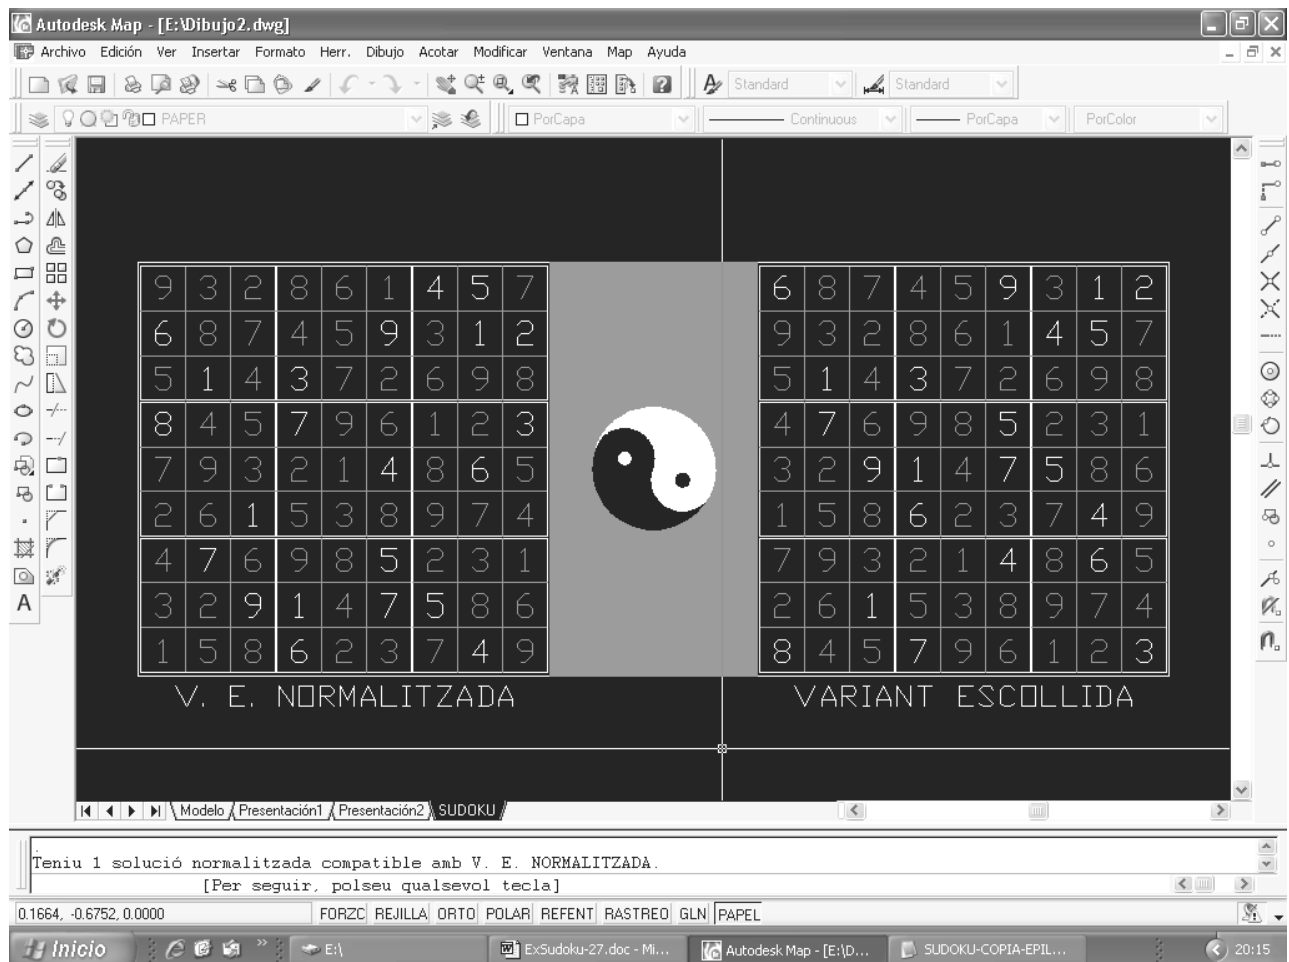 Autodesk Map - [E:\Dibujo2.dwg]
Archivo Edición Ver Insertar Formato Herr. Dibujo Acotar Modificar Ventana Map Ayuda
Standard Standard
PAPER PorCapa Continuous PorCapa PorColor
9 3 2 8 6 1 4 5 7 6 8 7 4 5 9 3 1 2
6 8 7 4 5 9 3 1 2 9 3 2 8 6 1 4 5 7
5 1 4 3 7 2 6 9 8 5 1 4 3 7 2 6 9 8
8 4 5 7 9 6 1 2 3 4 7 6 9 8 5 2 3 1
7 9 3 2 1 4 8 6 5 3 2 9 1 4 7 5 8 6
2 6 1 5 3 8 9 7 4 1 5 8 6 2 3 7 4 9
4 7 6 9 8 5 2 3 1 7 9 3 2 1 4 8 6 5
3 2 9 1 4 7 5 8 6 2 6 1 5 3 8 9 7 4
1 5 8 6 2 3 7 4 9 8 4 5 7 9 6 1 2 3
V. E. NORMALITZADA VARIANT ESCOLLIDA
Modelo Presentación1 Presentación2 SUDOKU
Teniu 1 solució normalitzada compatible amb V. E. NORMALITZADA.
[Per seguir, polseu qualsevol tecla]
0.1664, -0.6752, 0.0000 FORZC REJILLA ORTO POLAR REFENT RASTREO GLN PAPEL
Inicio E:\ ExSudoku-27.doc - Mi... Autodesk Map - [E:\D... SUDOKU-COPIA-EPIL... 20:15